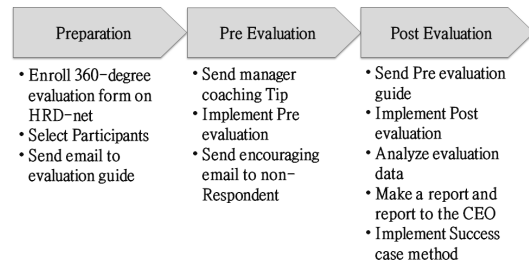 Preparation
Pre Evaluation
Post Evaluation
• Enroll 360-degree
evaluation form on
HRD-net
• Select Participants
• Send email to
evaluation guide
• Send manager
coaching Tip
• Implement Pre
evaluation
• Send encouraging
email to non-
Respondent
• Send Pre evaluation
guide
• Implement Post
evaluation
• Analyze evaluation
data
• Make a report and
report to the CEO
• Implement Success
case method